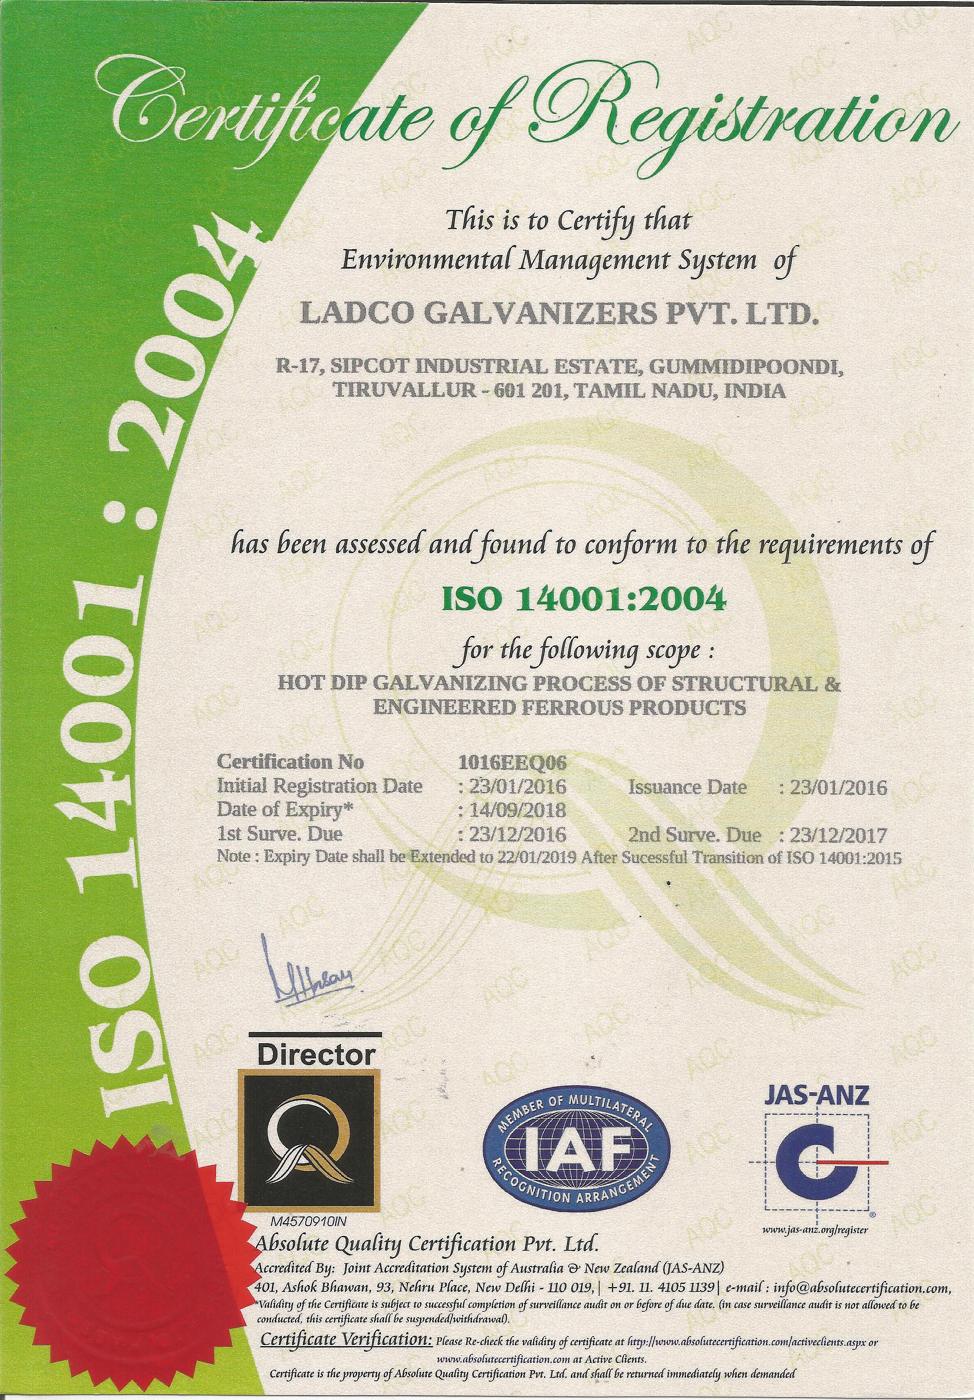 Certificate of Registration
This is to Certify that
Environmental Management System of
LADCO GALVANIZERS PVT. LTD.
R-17, SIPCOT INDUSTRIAL ESTATE, GUMMIDIPOONDI,
TIRUVALLUR - 601 201, TAMIL NADU, INDIA
ISO 14001 : 2004
has been assessed and found to conform to the requirements of
ISO 14001:2004
for the following scope :
HOT DIP GALVANIZING PROCESS OF STRUCTURAL &
ENGINEERED FERROUS PRODUCTS
Certification No 1016EEQ06
Initial Registration Date : 23/01/2016 Issuance Date : 23/01/2016
Date of Expiry* : 14/09/2018
1st Surve. Due : 23/12/2016 2nd Surve. Due : 23/12/2017
Note : Expiry Date shall be Extended to 22/01/2019 After Sucessful Transition of ISO 14001:2015
Director
MEMBER OF MULTILATERAL
IAF
RECOGNITION ARRANGEMENT
JAS-ANZ
®
www.jas-anz.org/register
M4570910IN
Absolute Quality Certification Pvt. Ltd.
Accredited By: Joint Accreditation System of Australia & New Zealand (JAS-ANZ)
401, Ashok Bhawan, 93, Nehru Place, New Delhi - 110 019,| +91. 11. 4105 1139| e-mail : info@absolutecertification.com,
*Validity of the Certificate is subject to successful completion of surveillance audit on or before of due date. (in case surveillance audit is not allowed to be
conducted, this certificate shall be suspended/withdrawal).
Certificate Verification: Please Re-check the validity of certificate at http://www.absolutecertification.com/activeclients.aspx or
www.absolutecertification.com at Active Clients.
Certificate is the property of Absolute Quality Certification Pvt. Ltd. and shall be returned immediately when demanded